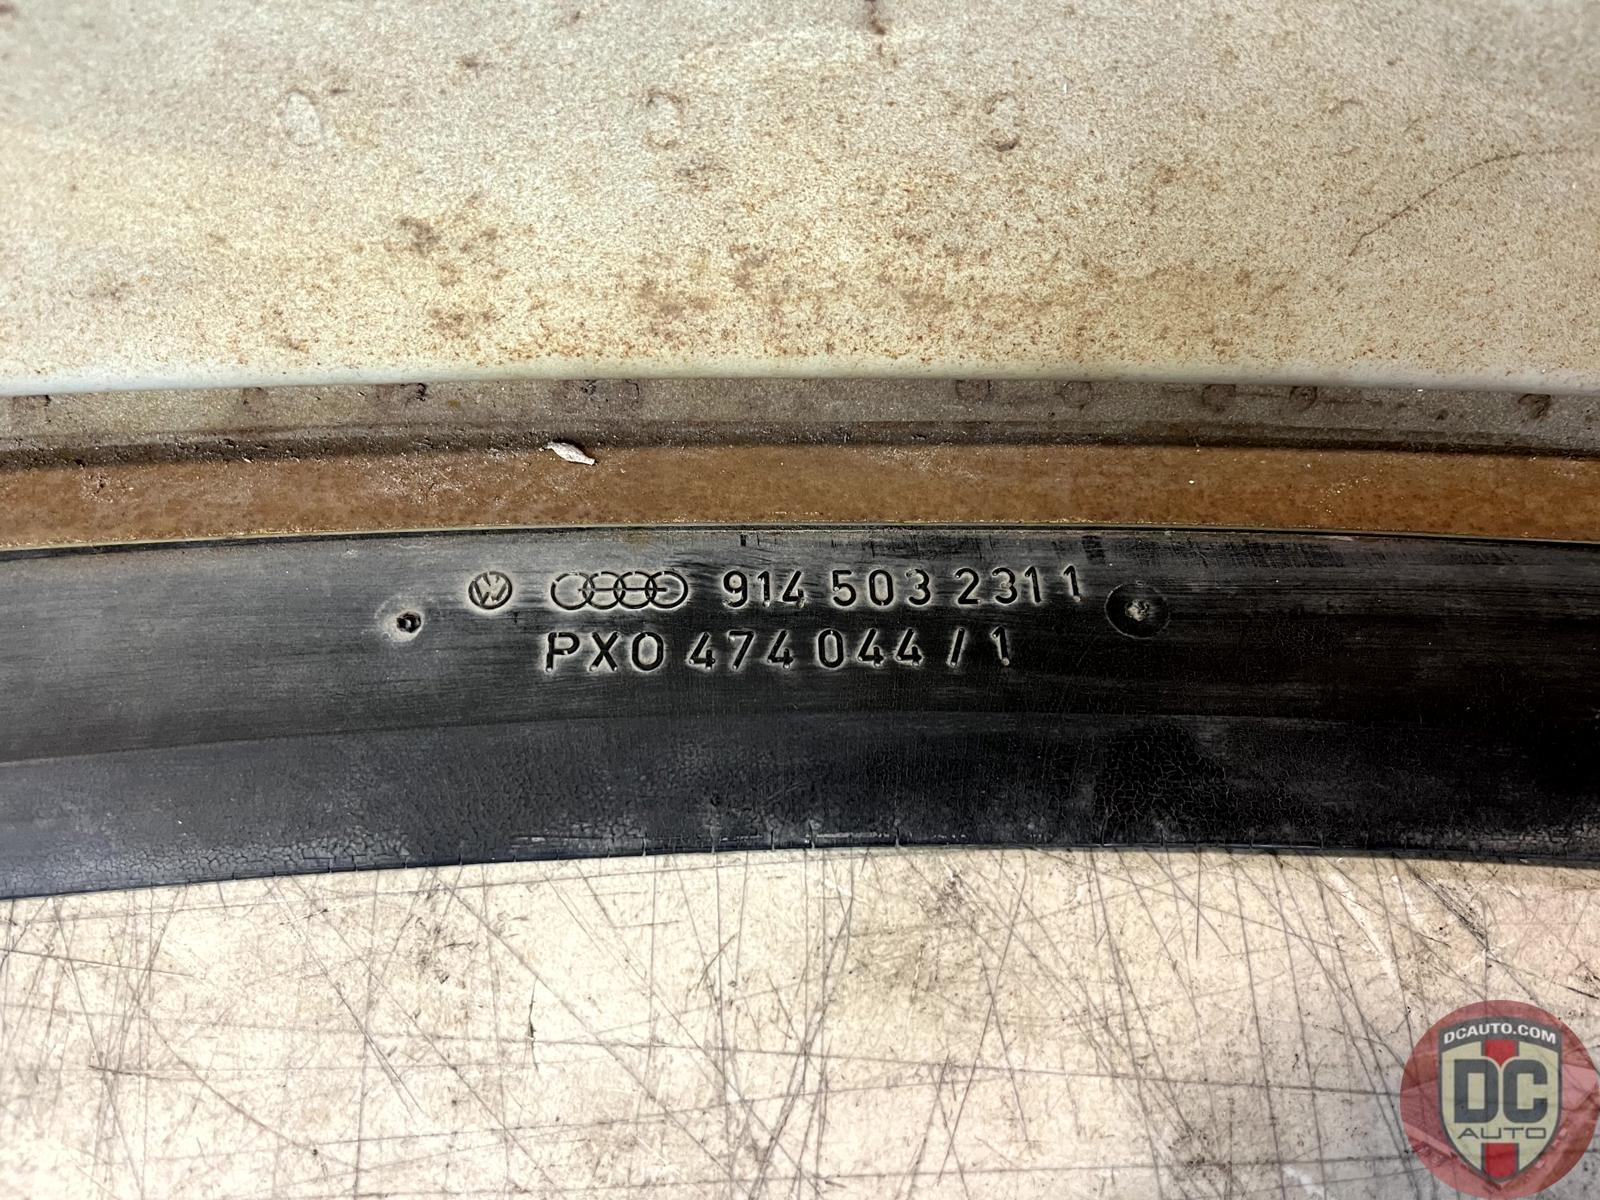 914 503 231 1
PXO 474 044 / 1
DCAUTO.COM
DC
AUTO